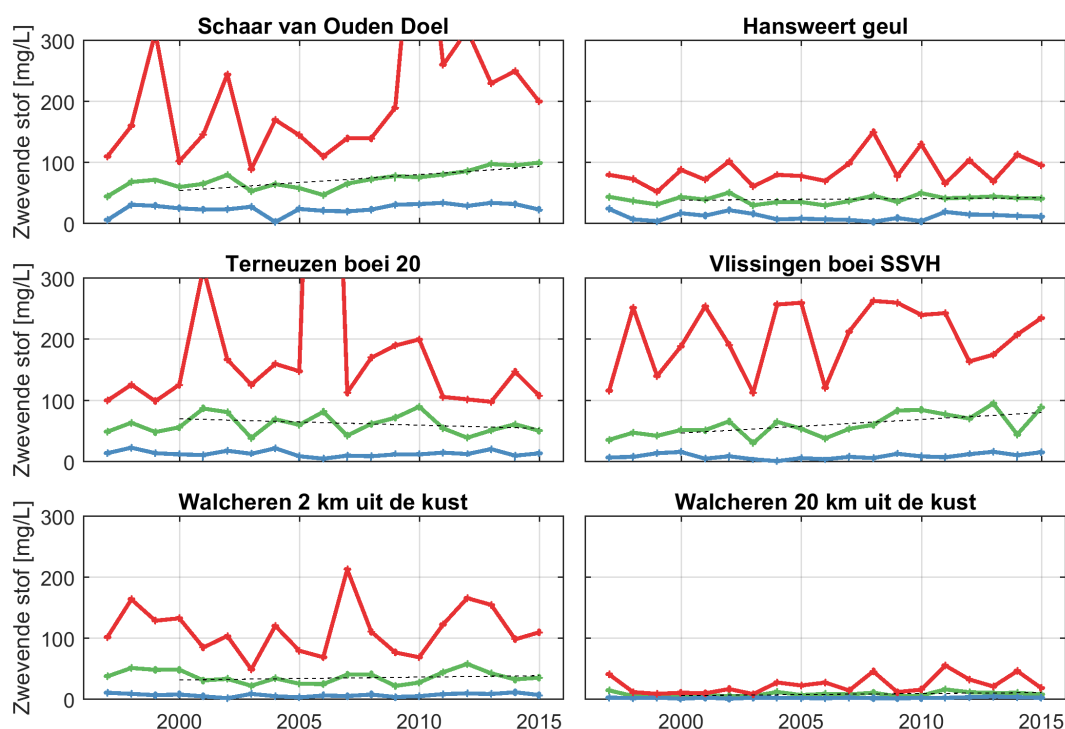 Schaar van Ouden Doel
Hansweert geul
Zwevende stof [mg/L]
300
200
100
0
Terneuzen boei 20
Vlissingen boei SSVH
Zwevende stof [mg/L]
300
200
100
0
Walcheren 2 km uit de kust
Walcheren 20 km uit de kust
Zwevende stof [mg/L]
300
200
100
0
2000 2005 2010 2015
2000 2005 2010 2015